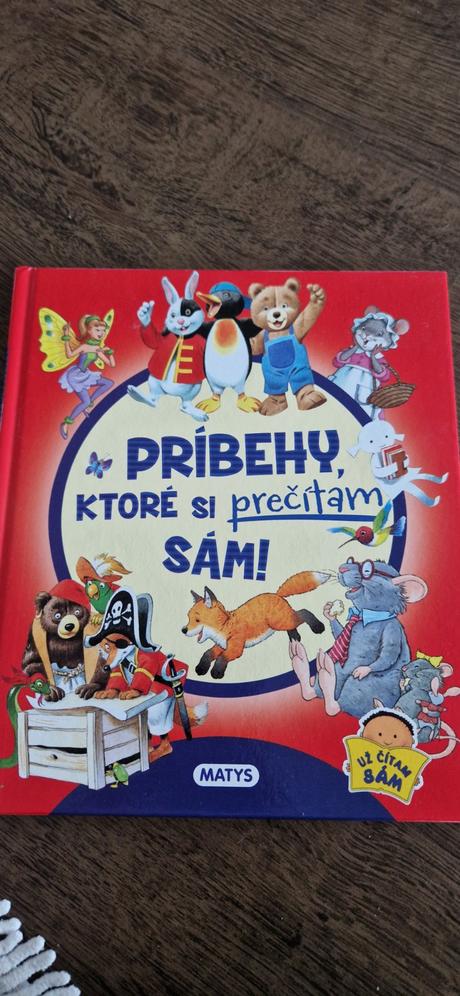 PRÍBEHY,
KTORÉ SI prečítam
SÁM!
MATYS
UŽ ČÍTAM
SÁM